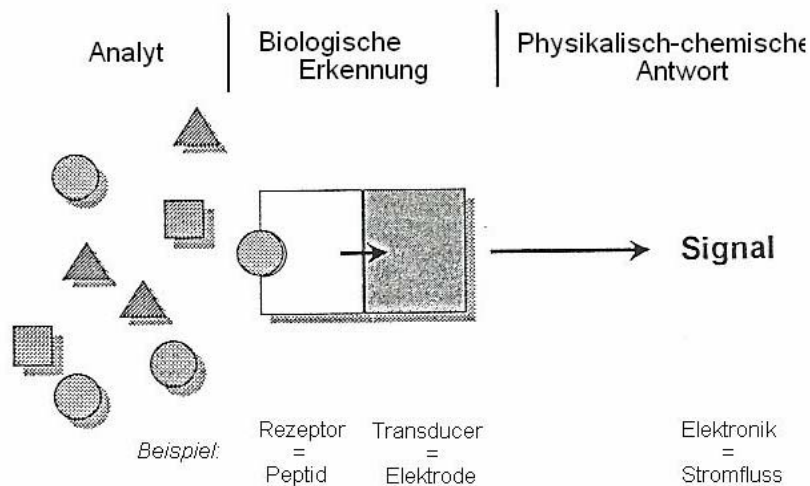 Analyt
Biologische
Erkennung
Physikalisch-chemische
Antwort
Signal
Beispiel:
Rezeptor
=
Peptid
Transducer
=
Elektrode
Elektronik
=
Stromfluss